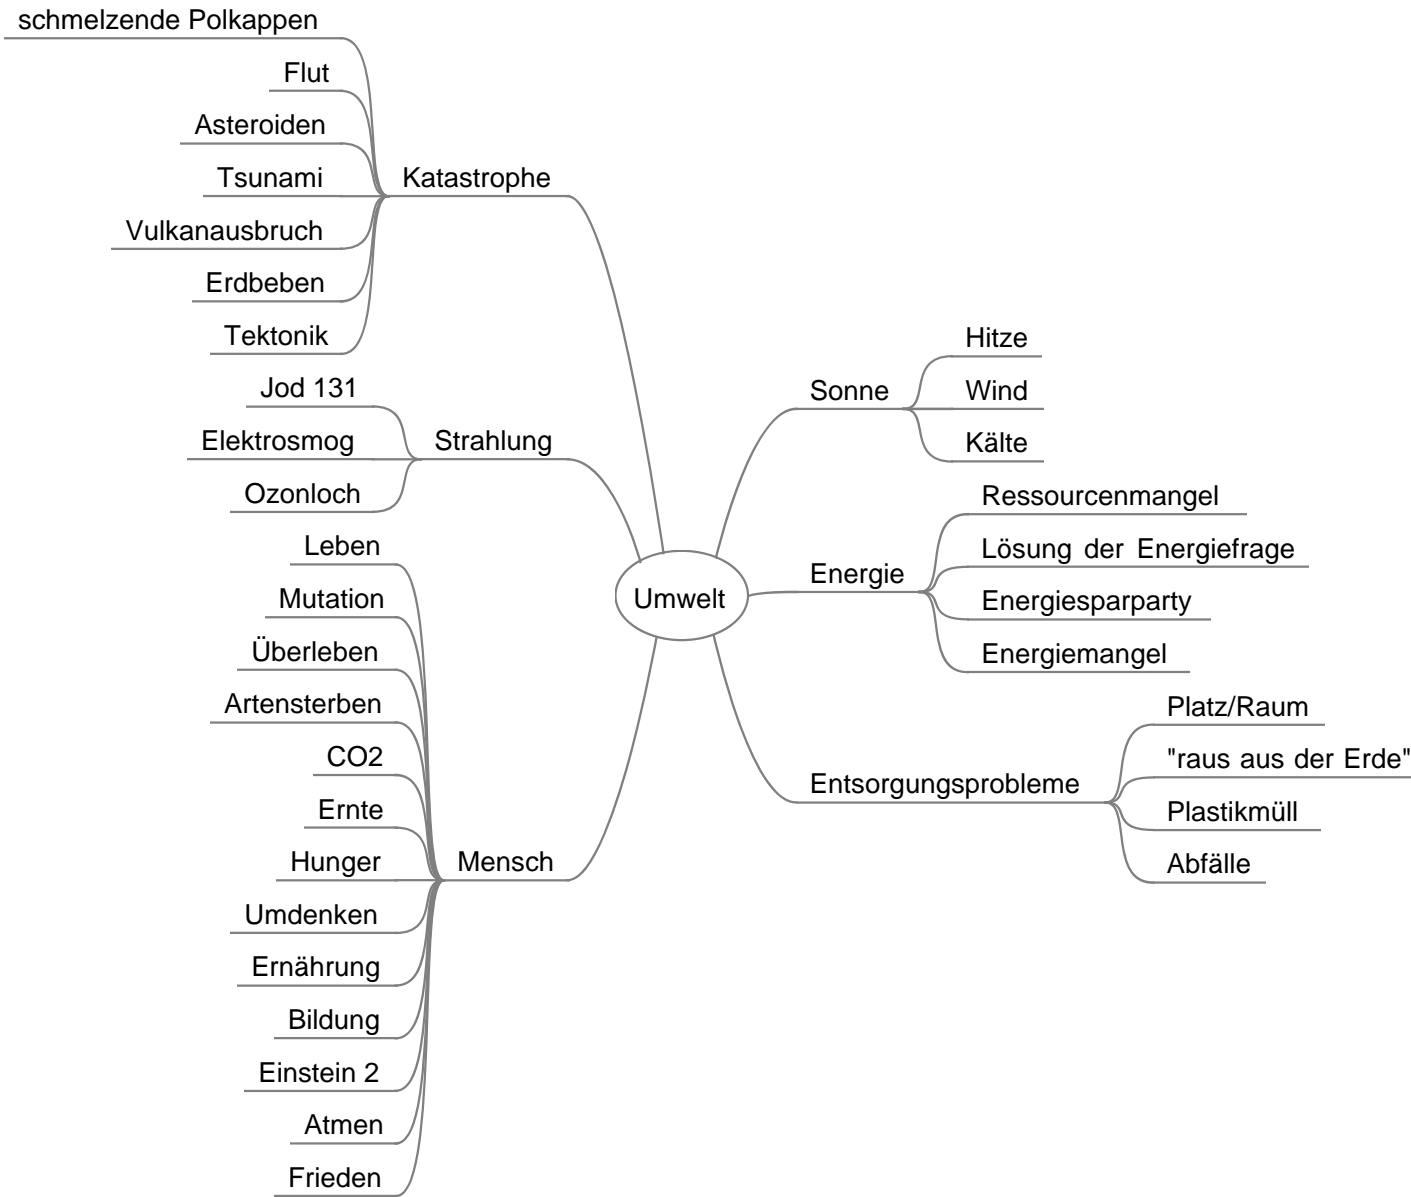 schmelzende Polkappen
Flut
Asteroiden
Tsunami
Vulkanausbruch
Erdbeben
Tektonik
Katastrophe
Jod 131
Elektrosmog
Ozonloch
Strahlung
Leben
Mutation
Überleben
Artensterben
CO2
Ernte
Hunger
Umdenken
Ernährung
Bildung
Einstein 2
Atmen
Frieden
Mensch
Umwelt
Sonne
Hitze
Wind
Kälte
Energie
Ressourcenmangel
Lösung der Energiefrage
Energiesparparty
Energiemangel
Entsorgungsprobleme
Platz/Raum
"raus aus der Erde"
Plastikmüll
Abfälle